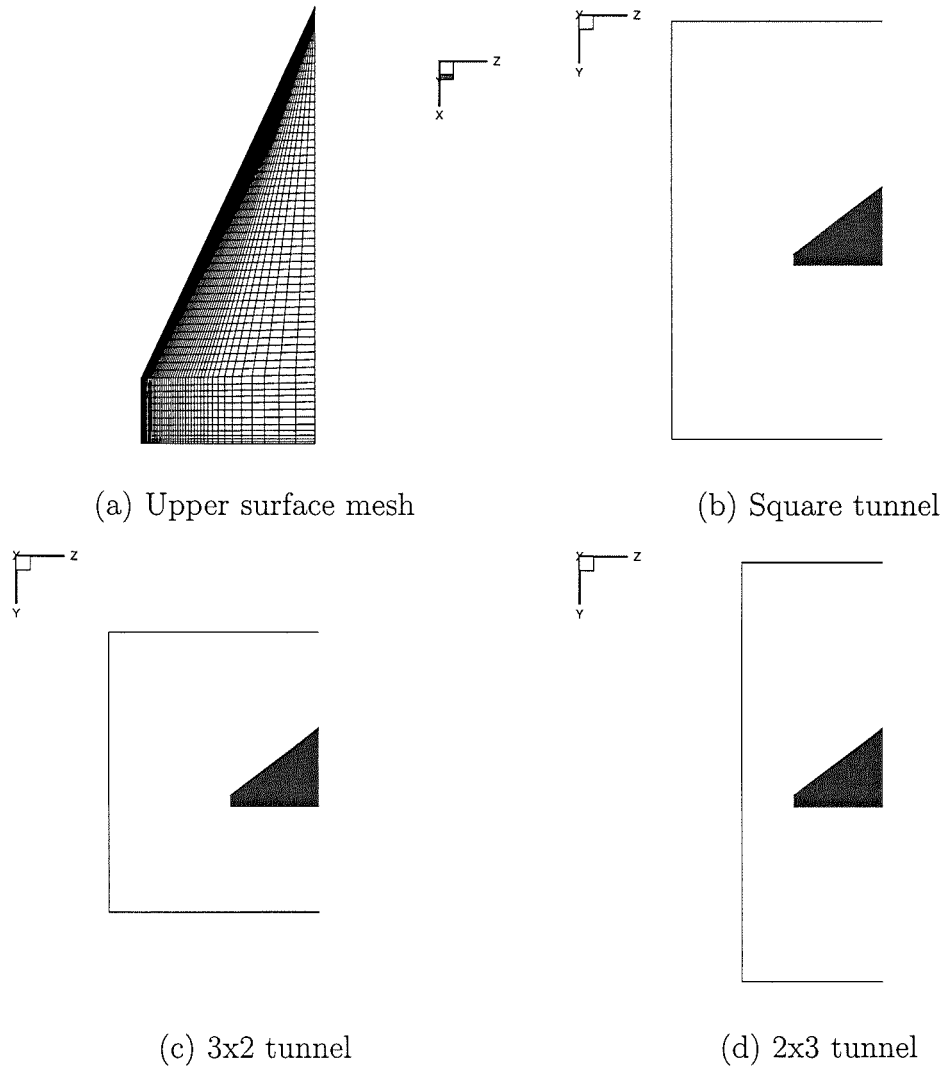 Z
X
X
Z
Y
(a) Upper surface mesh
(b) Square tunnel
X
Z
Y
X
Z
Y
(c) 3x2 tunnel
(d) 2x3 tunnel